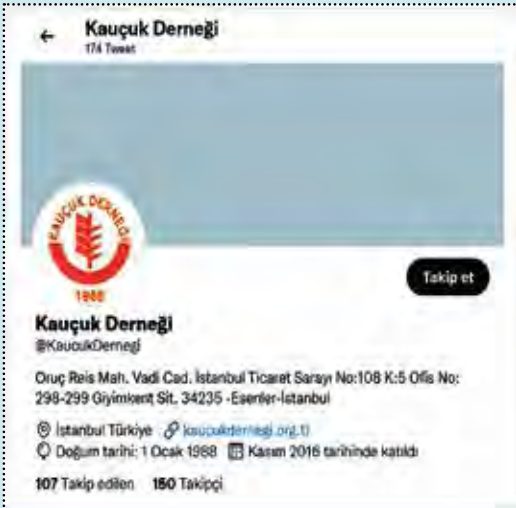 Kauçuk Derneği
174 Tweet
KAUÇUK DERNEĞİ
1988
Takip et
Kauçuk Derneği
@KaucukDernegi
Oruç Reis Mah. Vadi Cad. İstanbul Ticaret Sarayı No:108 K:5 Ofis No:
298-299 Giyimkent Sit. 34235 -Esenler-İstanbul
İstanbul Türkiye kaucukdernegi.org.tr
Doğum tarihi: 1 Ocak 1988 Kasım 2016 tarihinde katıldı
107 Takip edilen 150 Takipçi